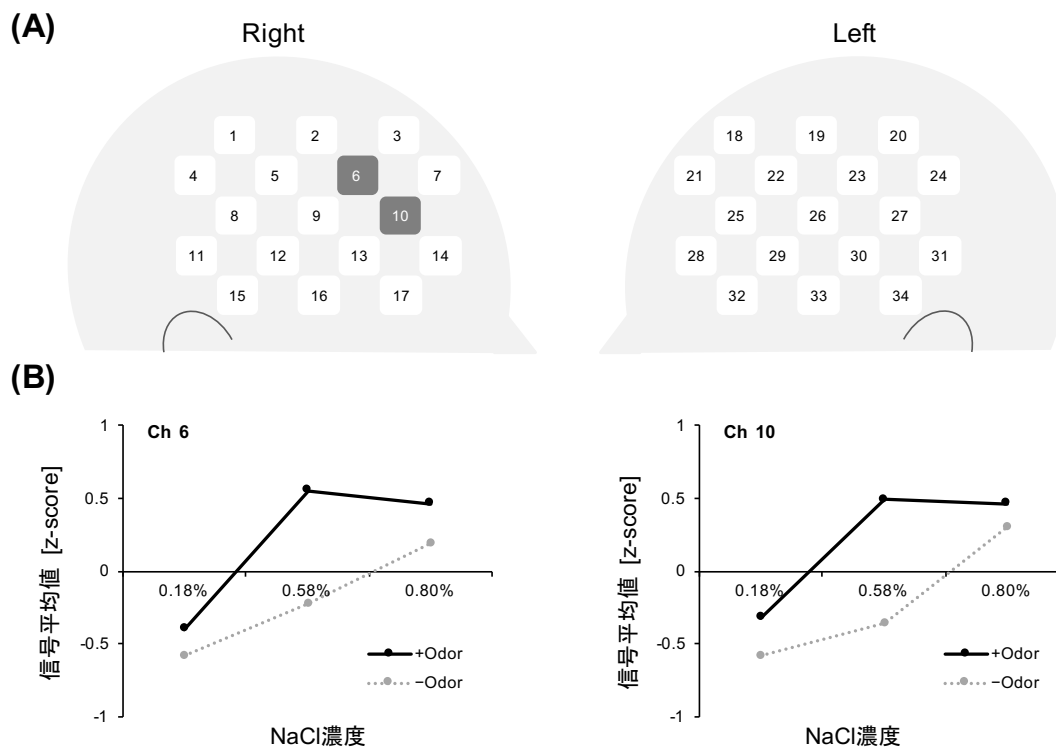 (A)
Right
Left
1 2 3
4 5 6 7
8 9 10
11 12 13 14
15 16 17
18 19 20
21 22 23 24
25 26 27
28 29 30 31
32 33 34
(B)
Ch 6
信号平均値 [z-score]
1
0.5
0
-0.5
-1
0.18% 0.58% 0.80%
+Odor
−Odor
NaCl濃度
Ch 10
信号平均値 [z-score]
1
0.5
0
-0.5
-1
0.18% 0.58% 0.80%
+Odor
−Odor
NaCl濃度